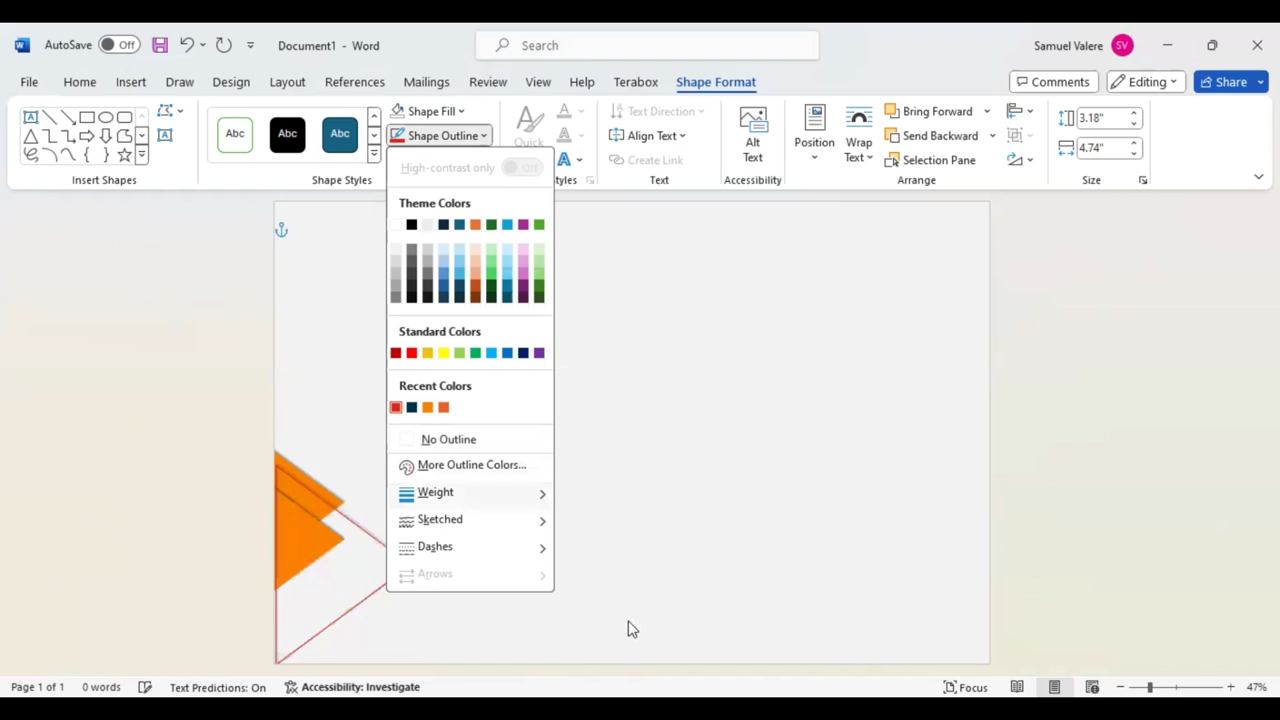 AutoSave Off Document1 - Word Search Samuel Valere SV
File Home Insert Draw Design Layout References Mailings Review View Help Terabox Shape Format Comments Editing Share
Shape Fill Text Direction Bring Forward 3.18"
Abc Abc Abc Shape Outline Align Text Send Backward
Quick Alt Text Position Wrap Text 4.74"
Create Link Selection Pane
Insert Shapes Shape Styles Styles Text Accessibility Arrange Size
High-contrast only Off
Theme Colors
Standard Colors
Recent Colors
No Outline
More Outline Colors...
Weight
Sketched
Dashes
Arrows
Page 1 of 1 0 words Text Predictions: On Accessibility: Investigate Focus 47%